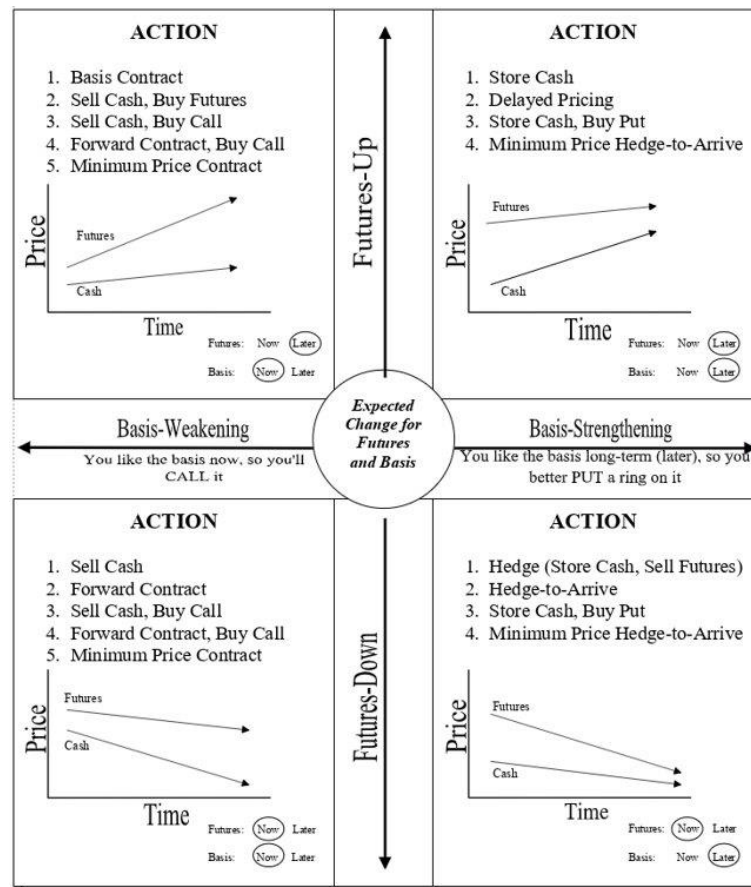 ACTION
1. Basis Contract
2. Sell Cash, Buy Futures
3. Sell Cash, Buy Call
4. Forward Contract, Buy Call
5. Minimum Price Contract
Price
Futures
Cash
Time
Futures: Now Later
Basis: Now Later
Futures-Up
ACTION
1. Store Cash
2. Delayed Pricing
3. Store Cash, Buy Put
4. Minimum Price Hedge-to-Arrive
Price
Futures
Cash
Time
Futures: Now Later
Basis: Now Later
Basis-Weakening
You like the basis now, so you'll
CALL it
Expected
Change for
Futures
and Basis
Basis-Strengthening
You like the basis long-term (later), so you
better PUT a ring on it
ACTION
1. Sell Cash
2. Forward Contract
3. Sell Cash, Buy Call
4. Forward Contract, Buy Call
5. Minimum Price Contract
Price
Futures
Cash
Time
Futures: Now Later
Basis: Now Later
Futures-Down
ACTION
1. Hedge (Store Cash, Sell Futures)
2. Hedge-to-Arrive
3. Store Cash, Buy Put
4. Minimum Price Hedge-to-Arrive
Price
Futures
Cash
Time
Futures: Now Later
Basis: Now Later